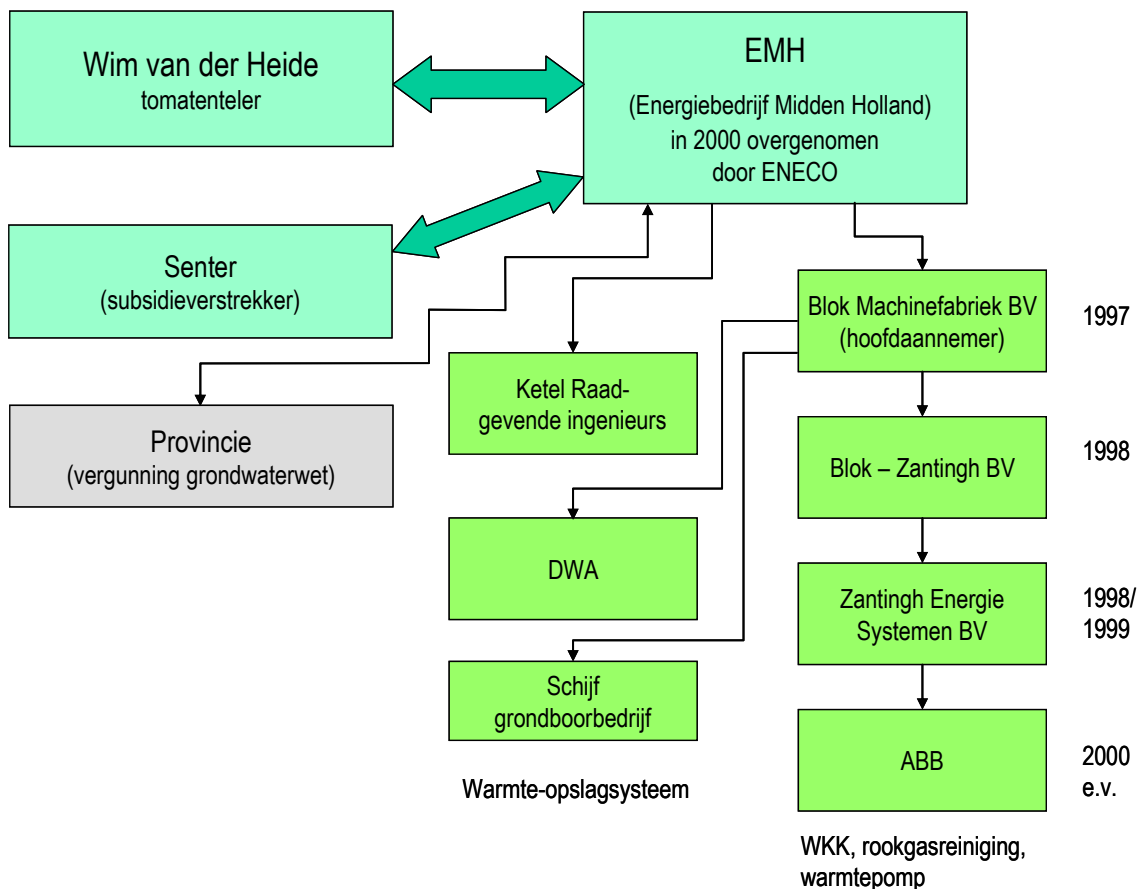 Wim van der Heide
tomatenteler
EMH
(Energiebedrijf Midden Holland)
in 2000 overgenomen
door ENECO
Senter
(subsidieverstrekker)
Provincie
(vergunning grondwaterwet)
Ketel Raad-
gevende ingenieurs
DWA
Schijf
grondboorbedrijf
Warmte-opslagsysteem
Blok Machinefabriek BV
(hoofdaannemer)
1997
Blok – Zantingh BV
1998
Zantingh Energie
Systemen BV
1998/
1999
ABB
2000
e.v.
WKK, rookgasreiniging,
warmtepomp